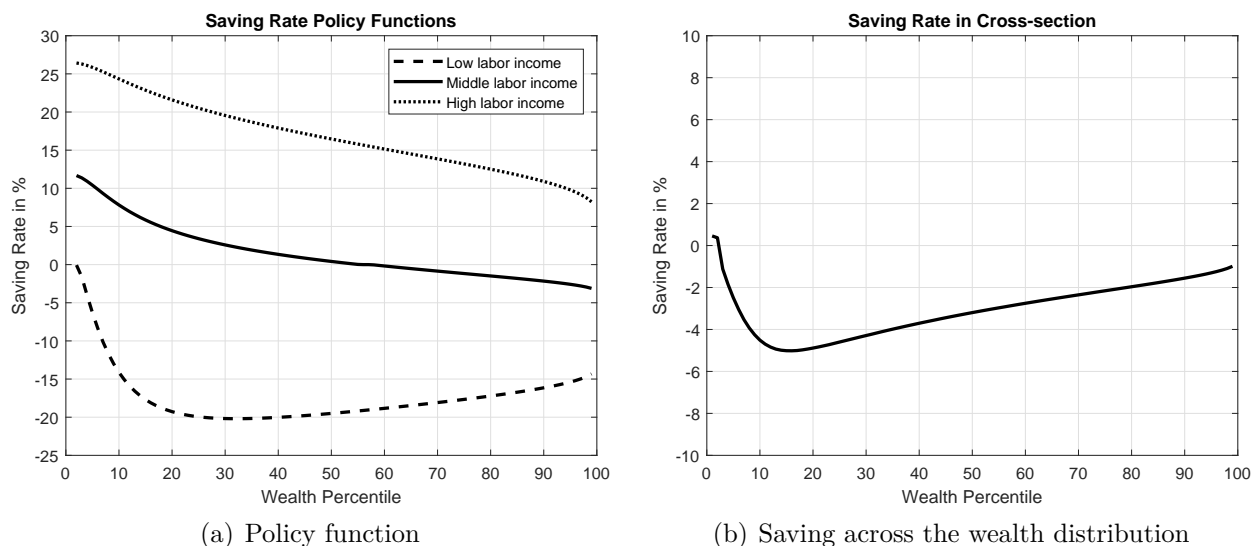 Saving Rate Policy Functions
30
25
20
15
10
5
0
-5
-10
-15
-20
-25
Saving Rate in %
Low labor income
Middle labor income
High labor income
0 10 20 30 40 50 60 70 80 90 100
Wealth Percentile
(a) Policy function
Saving Rate in Cross-section
10
8
6
4
2
0
-2
-4
-6
-8
-10
Saving Rate in %
0 10 20 30 40 50 60 70 80 90 100
Wealth Percentile
(b) Saving across the wealth distribution